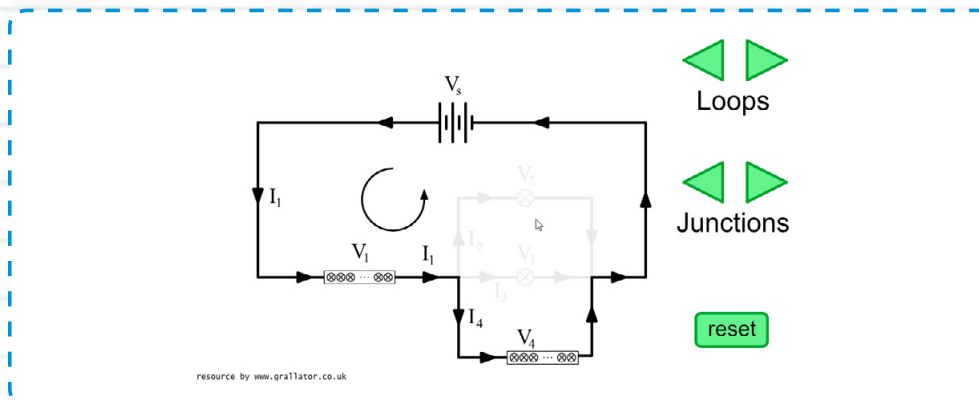 Vs
Loops
I1
V2
Junctions
I2
V1
I1
V3
I3
I4
V4
reset
resource by www.grallator.co.uk